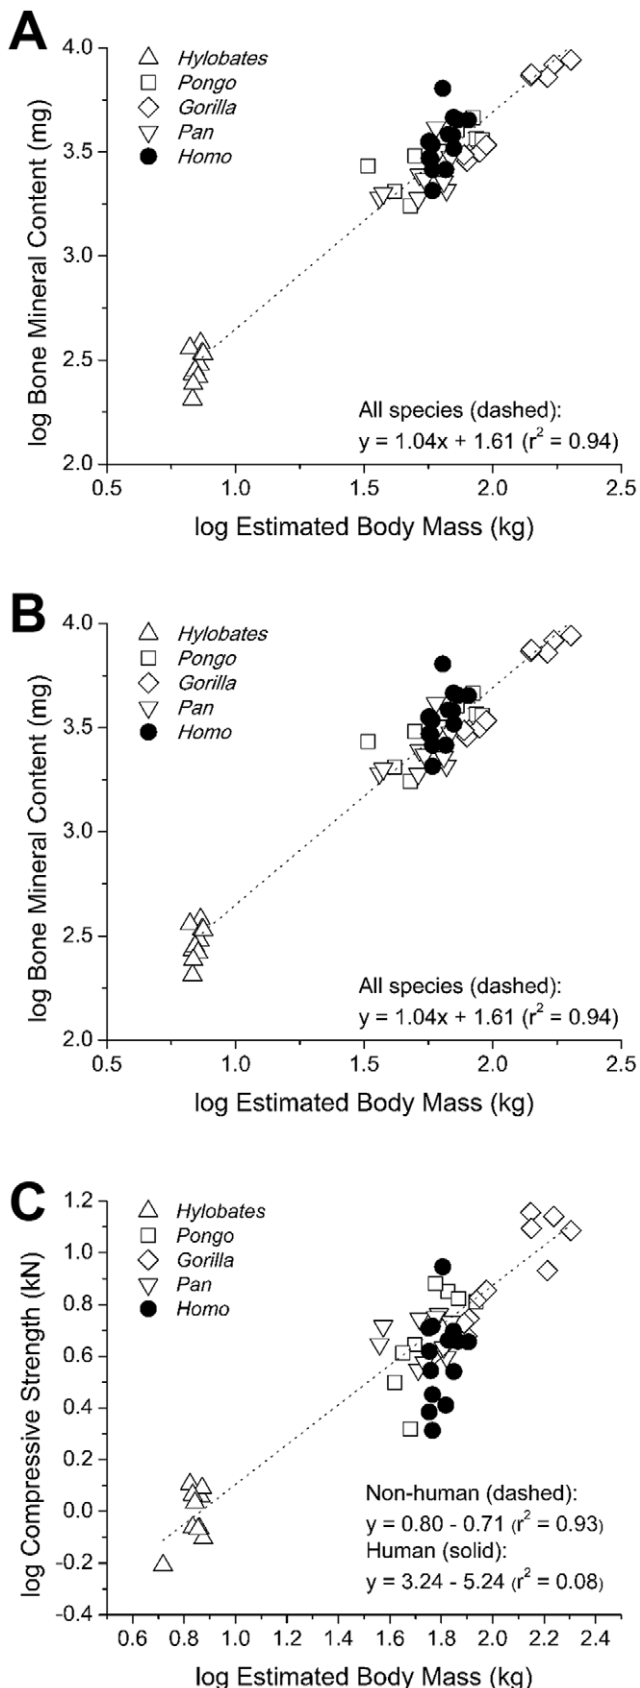 A
4.0
3.5
3.0
2.5
2.0
log Bone Mineral Content (mg)
Hylobates
Pongo
Gorilla
Pan
Homo
All species (dashed):
y = 1.04x + 1.61 (r² = 0.94)
0.5 1.0 1.5 2.0 2.5
log Estimated Body Mass (kg)
B
4.0
3.5
3.0
2.5
2.0
log Bone Mineral Content (mg)
Hylobates
Pongo
Gorilla
Pan
Homo
All species (dashed):
y = 1.04x + 1.61 (r² = 0.94)
0.5 1.0 1.5 2.0 2.5
log Estimated Body Mass (kg)
C
1.2
1.0
0.8
0.6
0.4
0.2
0.0
-0.2
-0.4
log Compressive Strength (kN)
Hylobates
Pongo
Gorilla
Pan
Homo
Non-human (dashed):
y = 0.80 - 0.71 (r² = 0.93)
Human (solid):
y = 3.24 - 5.24 (r² = 0.08)
0.6 0.8 1.0 1.2 1.4 1.6 1.8 2.0 2.2 2.4
log Estimated Body Mass (kg)